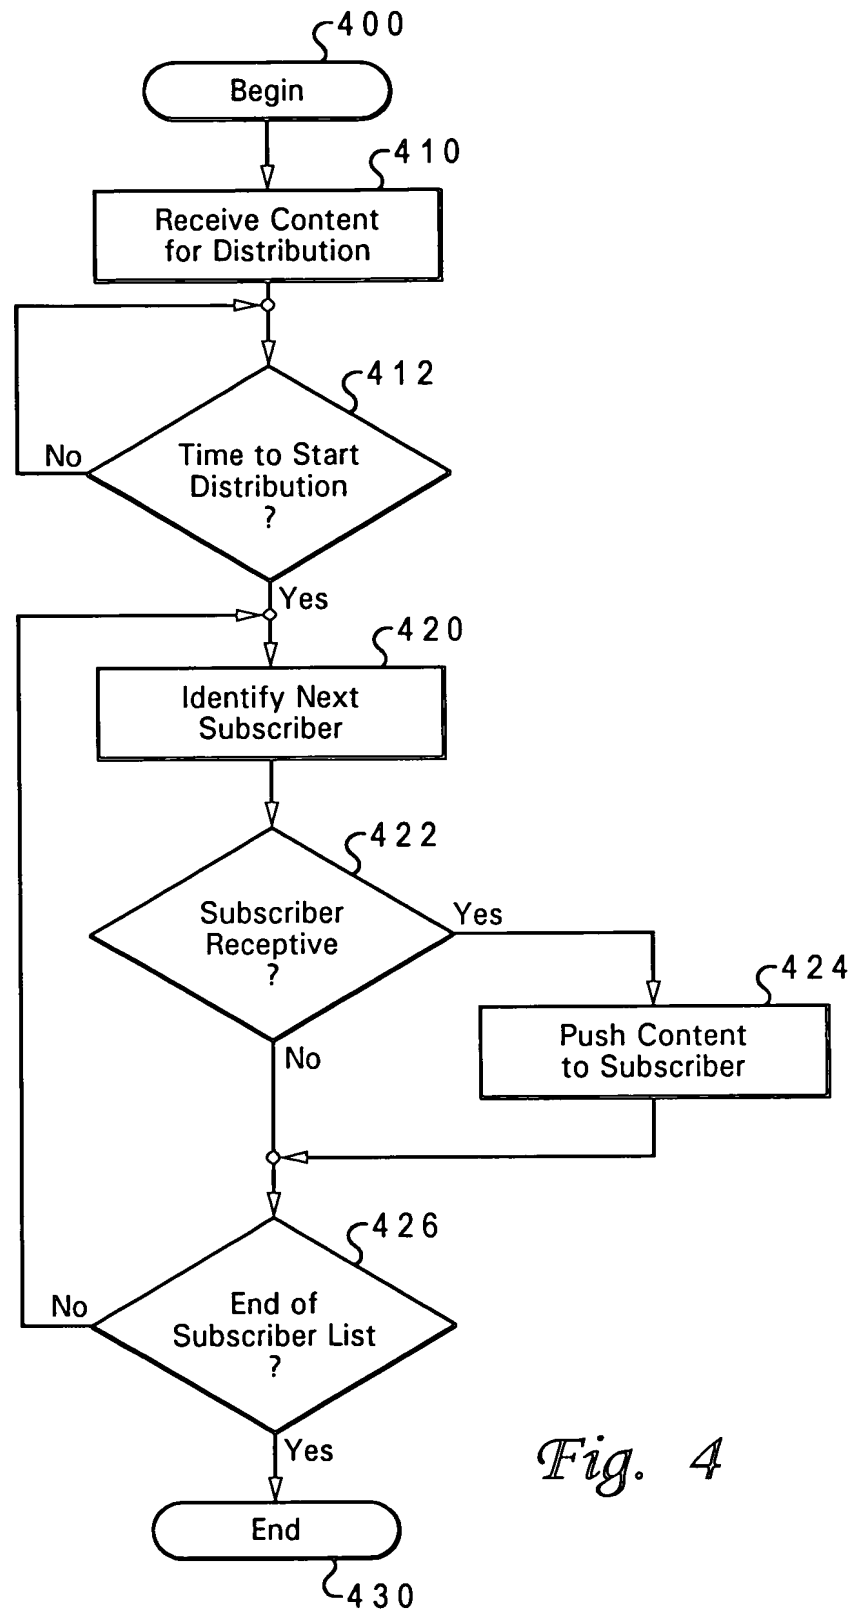 400
Begin
410
Receive Content
for Distribution
412
No
Time to Start
Distribution
?
Yes
420
Identify Next
Subscriber
422
Subscriber
Receptive
?
Yes
424
Push Content
to Subscriber
No
426
No
End of
Subscriber List
?
Yes
Fig. 4
End
430